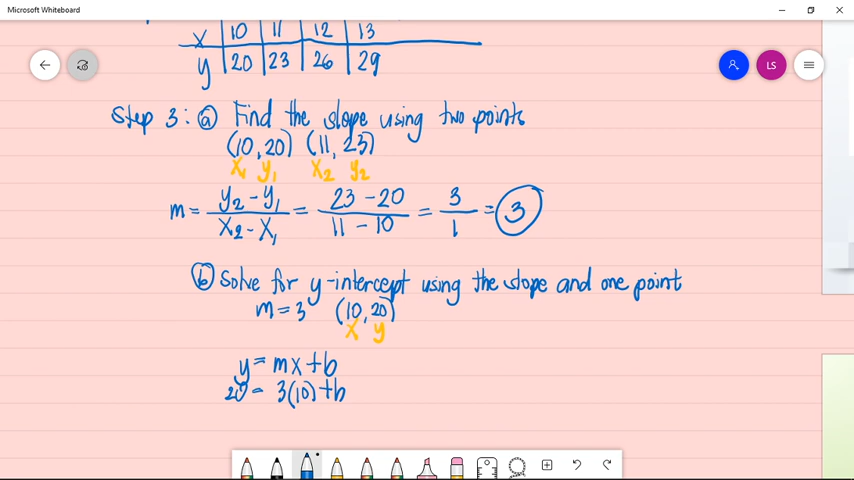 Microsoft Whiteboard
x 10 11 12 13
y 20 23 26 29
LS
Step 3: a Find the slope using two points
(10, 20) (11, 23)
x1 y1 x2 y2
m = y2 - y1 / x2 - x1 = 23 - 20 / 11 - 10 = 3 / 1 = 3
b Solve for y-intercept using the slope and one point
m = 3 (10, 20)
x y
y = mx + b
20 = 3(10) + b